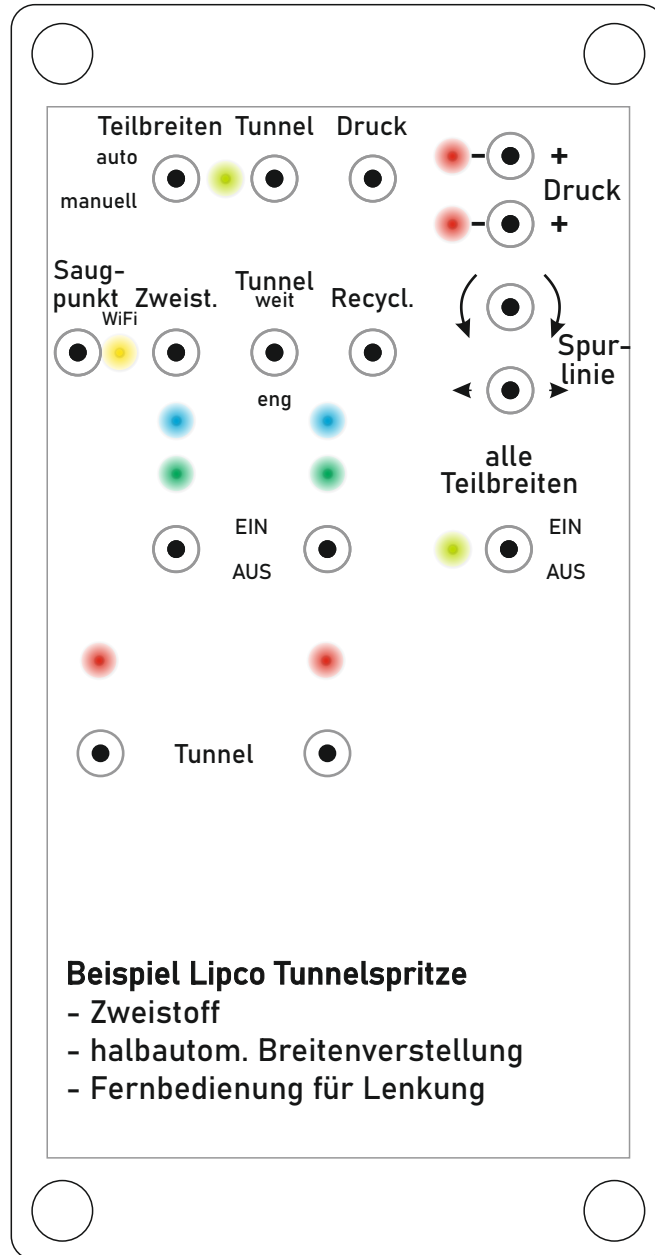 Teilbreiten Tunnel Druck
auto
manuell
- +
Druck
- +
Saug-
punkt Zweist. Tunnel Recycl.
weit
WiFi
eng
Spur-
linie
alle
Teilbreiten
EIN
AUS
EIN
AUS
Tunnel
Beispiel Lipco Tunnelspritze
- Zweistoff
- halbautom. Breitenverstellung
- Fernbedienung für Lenkung